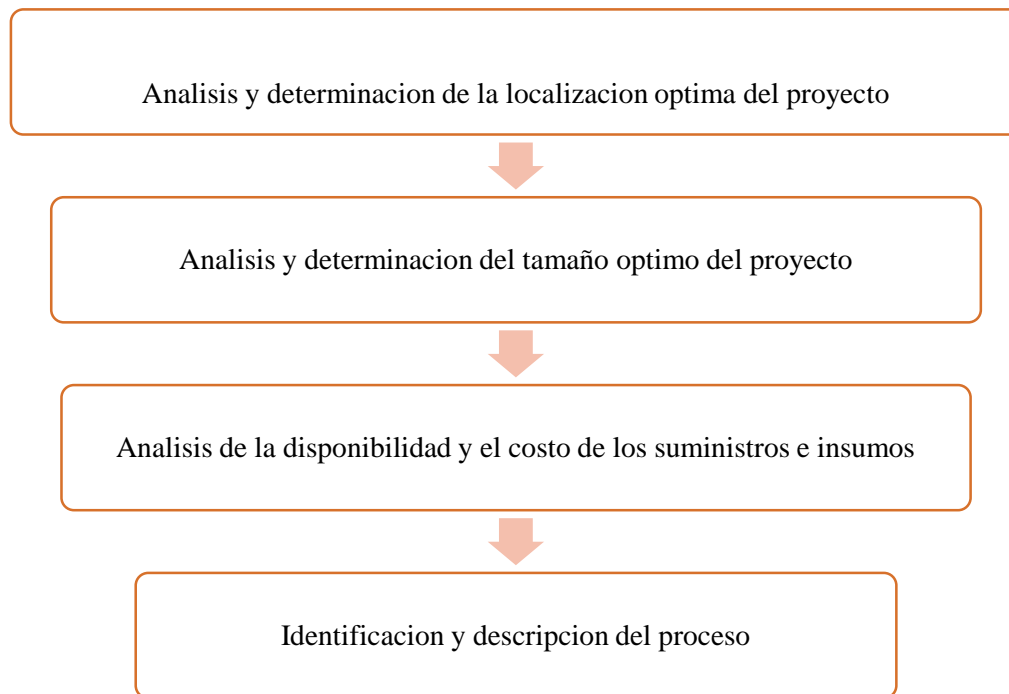 Analisis y determinacion de la localizacion optima del proyecto
Analisis y determinacion del tamaño optimo del proyecto
Analisis de la disponibilidad y el costo de los suministros e insumos
Identificacion y descripcion del proceso